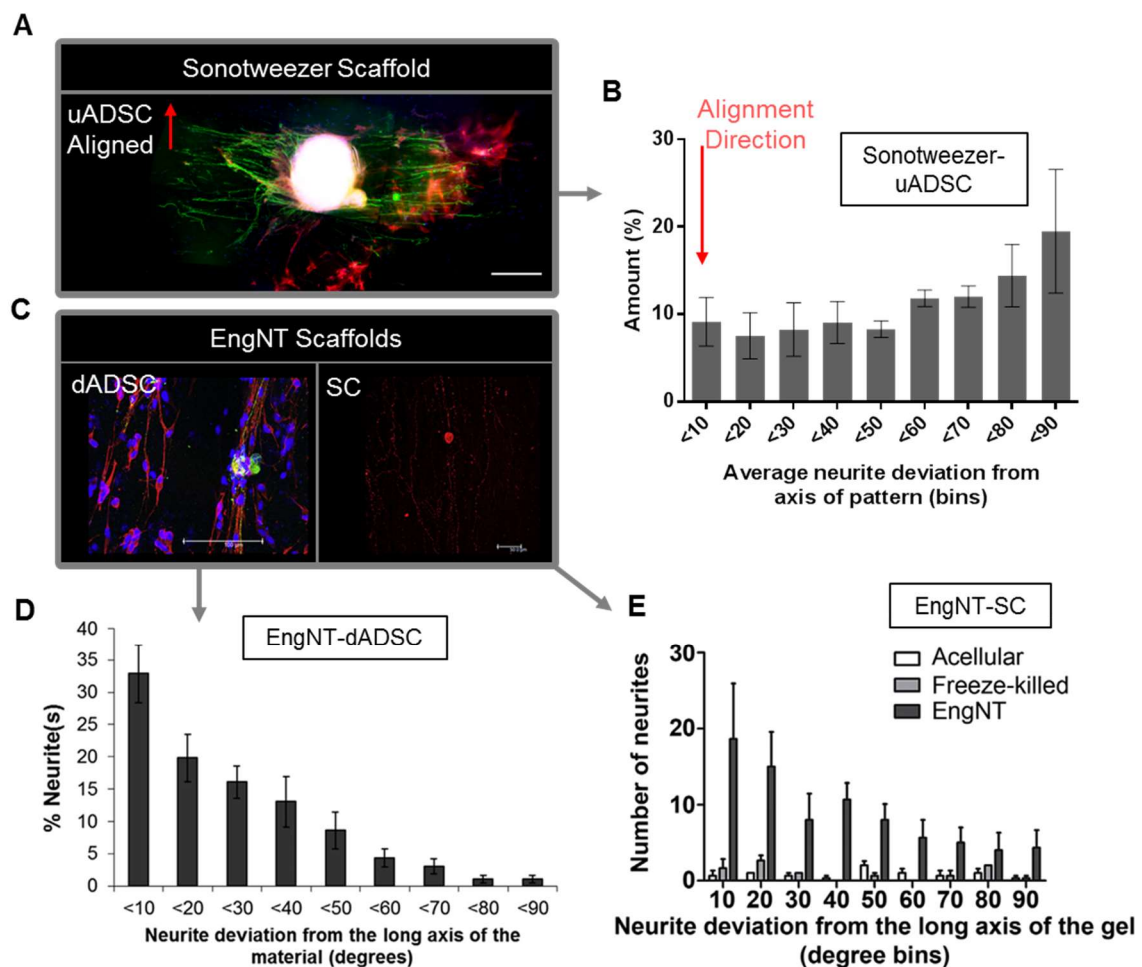 A
Sonotweezer Scaffold
uADSC
Aligned
B
Alignment
Direction
Sonotweezer-
uADSC
30
20
10
0
Amount (%)
<10 <20 <30 <40 <50 <60 <70 <80 <90
Average neurite deviation from
axis of pattern (bins)
C
EngNT Scaffolds
dADSC
SC
100 µm
50.0 µm
D
EngNT-dADSC
40
35
30
25
20
15
10
5
0
% Neurite(s)
<10 <20 <30 <40 <50 <60 <70 <80 <90
Neurite deviation from the long axis of the
material (degrees)
E
EngNT-SC
Acellular
Freeze-killed
EngNT
30
20
10
0
Number of neurites
10 20 30 40 50 60 70 80 90
Neurite deviation from the long axis of the gel
(degree bins)